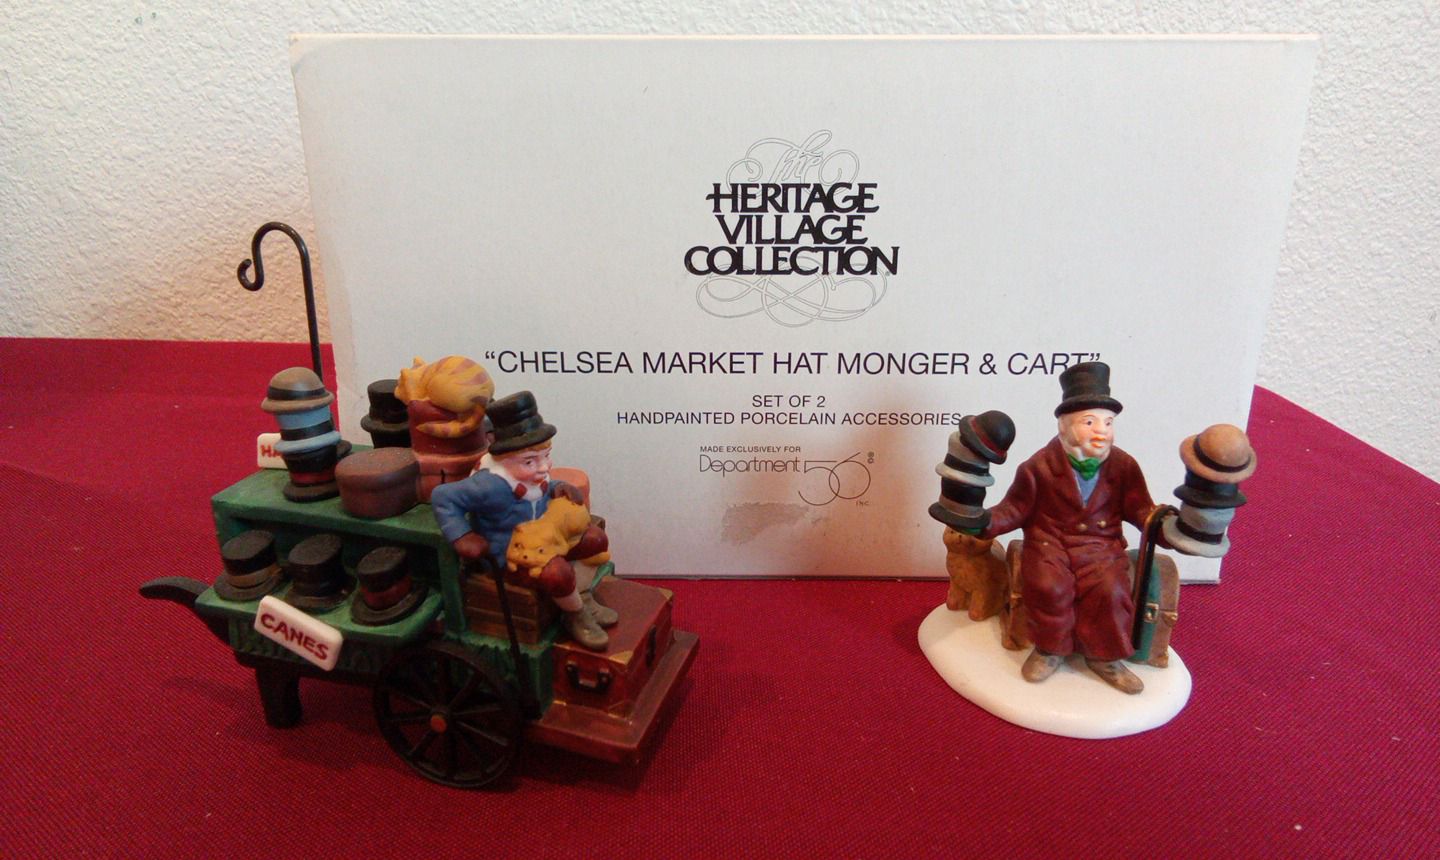 The
HERITAGE
VILLAGE
COLLECTION
“CHELSEA MARKET HAT MONGER & CART”
SET OF 2
HANDPAINTED PORCELAIN ACCESSORIES
MADE EXCLUSIVELY FOR
Department 56 ®©
INC.
HA
CANES